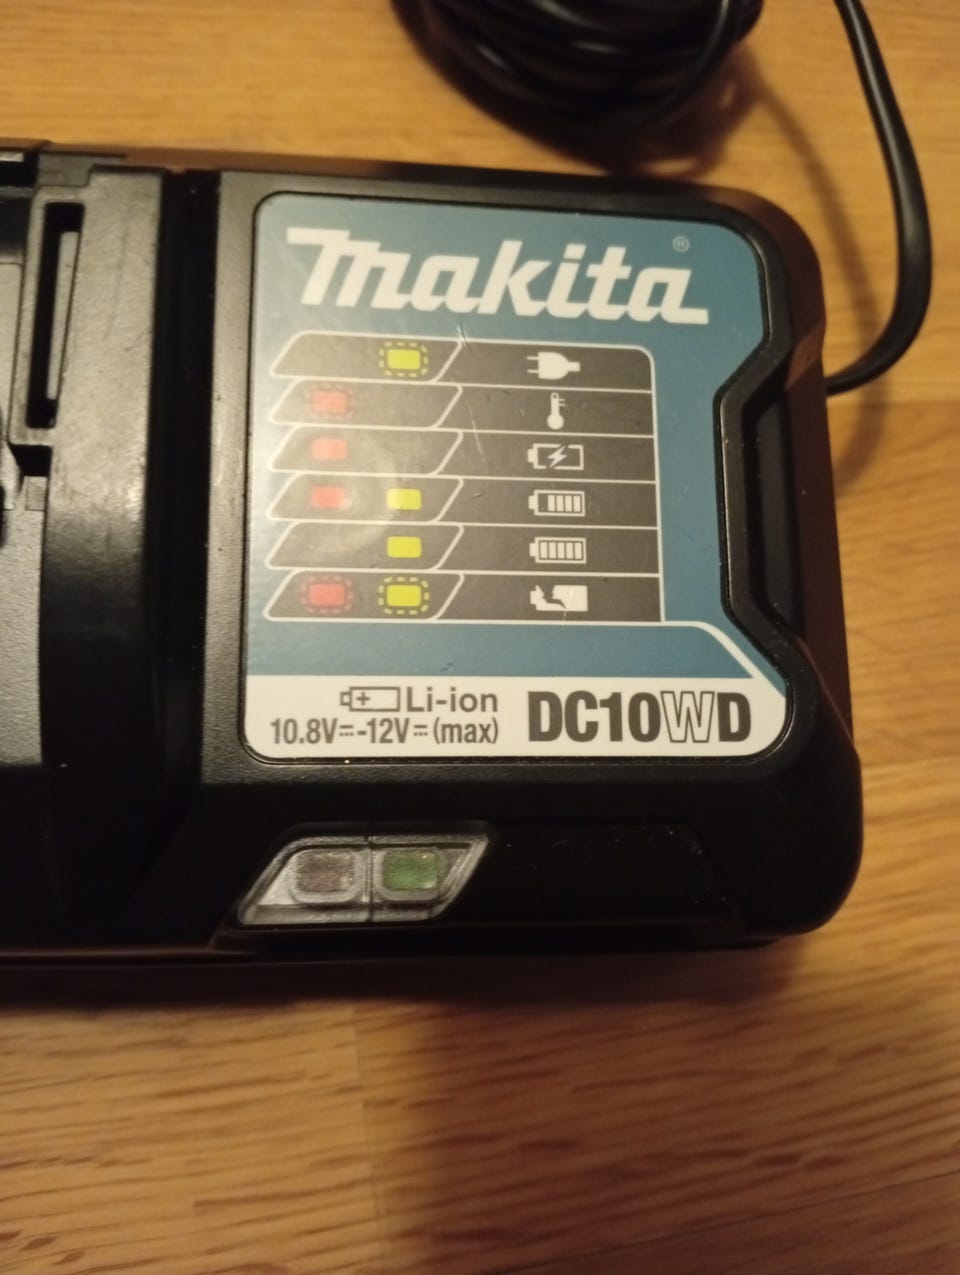 makita ®
Li-ion
10.8V⎓-12V⎓(max) DC10WD